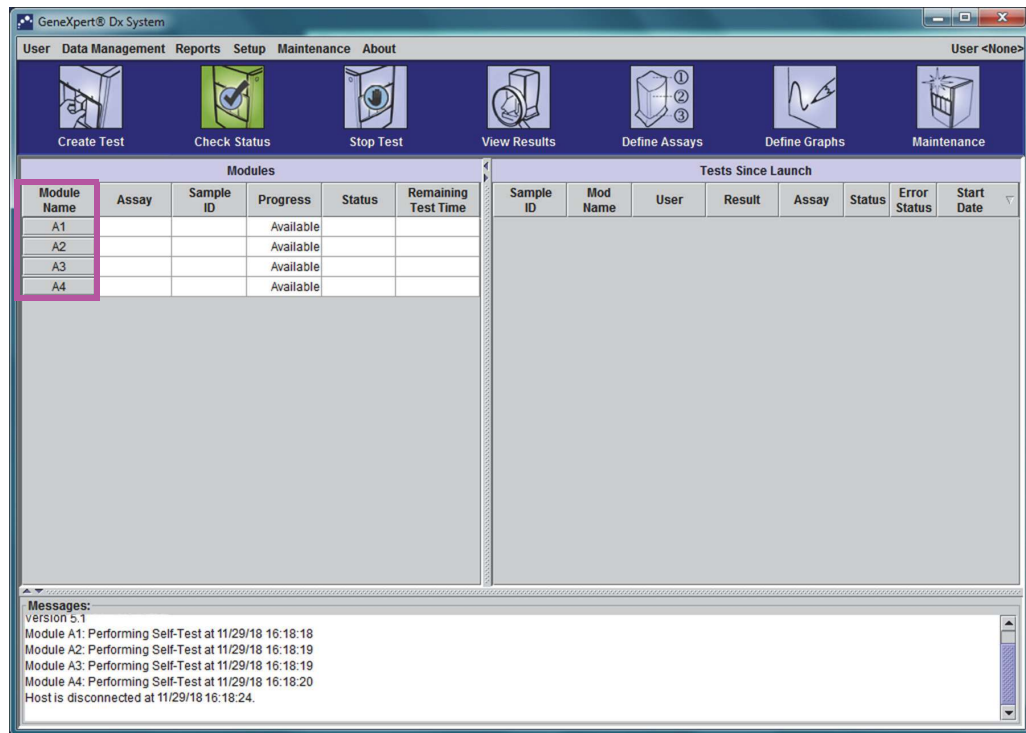 GeneXpert® Dx System
User Data Management Reports Setup Maintenance About User <None>
Create Test Check Status Stop Test View Results Define Assays Define Graphs Maintenance
1
2
3
Modules
Module Name Assay Sample ID Progress Status Remaining Test Time
A1 Available
A2 Available
A3 Available
A4 Available
Tests Since Launch
Sample ID Mod Name User Result Assay Status Error Status Start Date
Messages:
Version 5.1
Module A1: Performing Self-Test at 11/29/18 16:18:18
Module A2: Performing Self-Test at 11/29/18 16:18:19
Module A3: Performing Self-Test at 11/29/18 16:18:19
Module A4: Performing Self-Test at 11/29/18 16:18:20
Host is disconnected at 11/29/18 16:18:24.